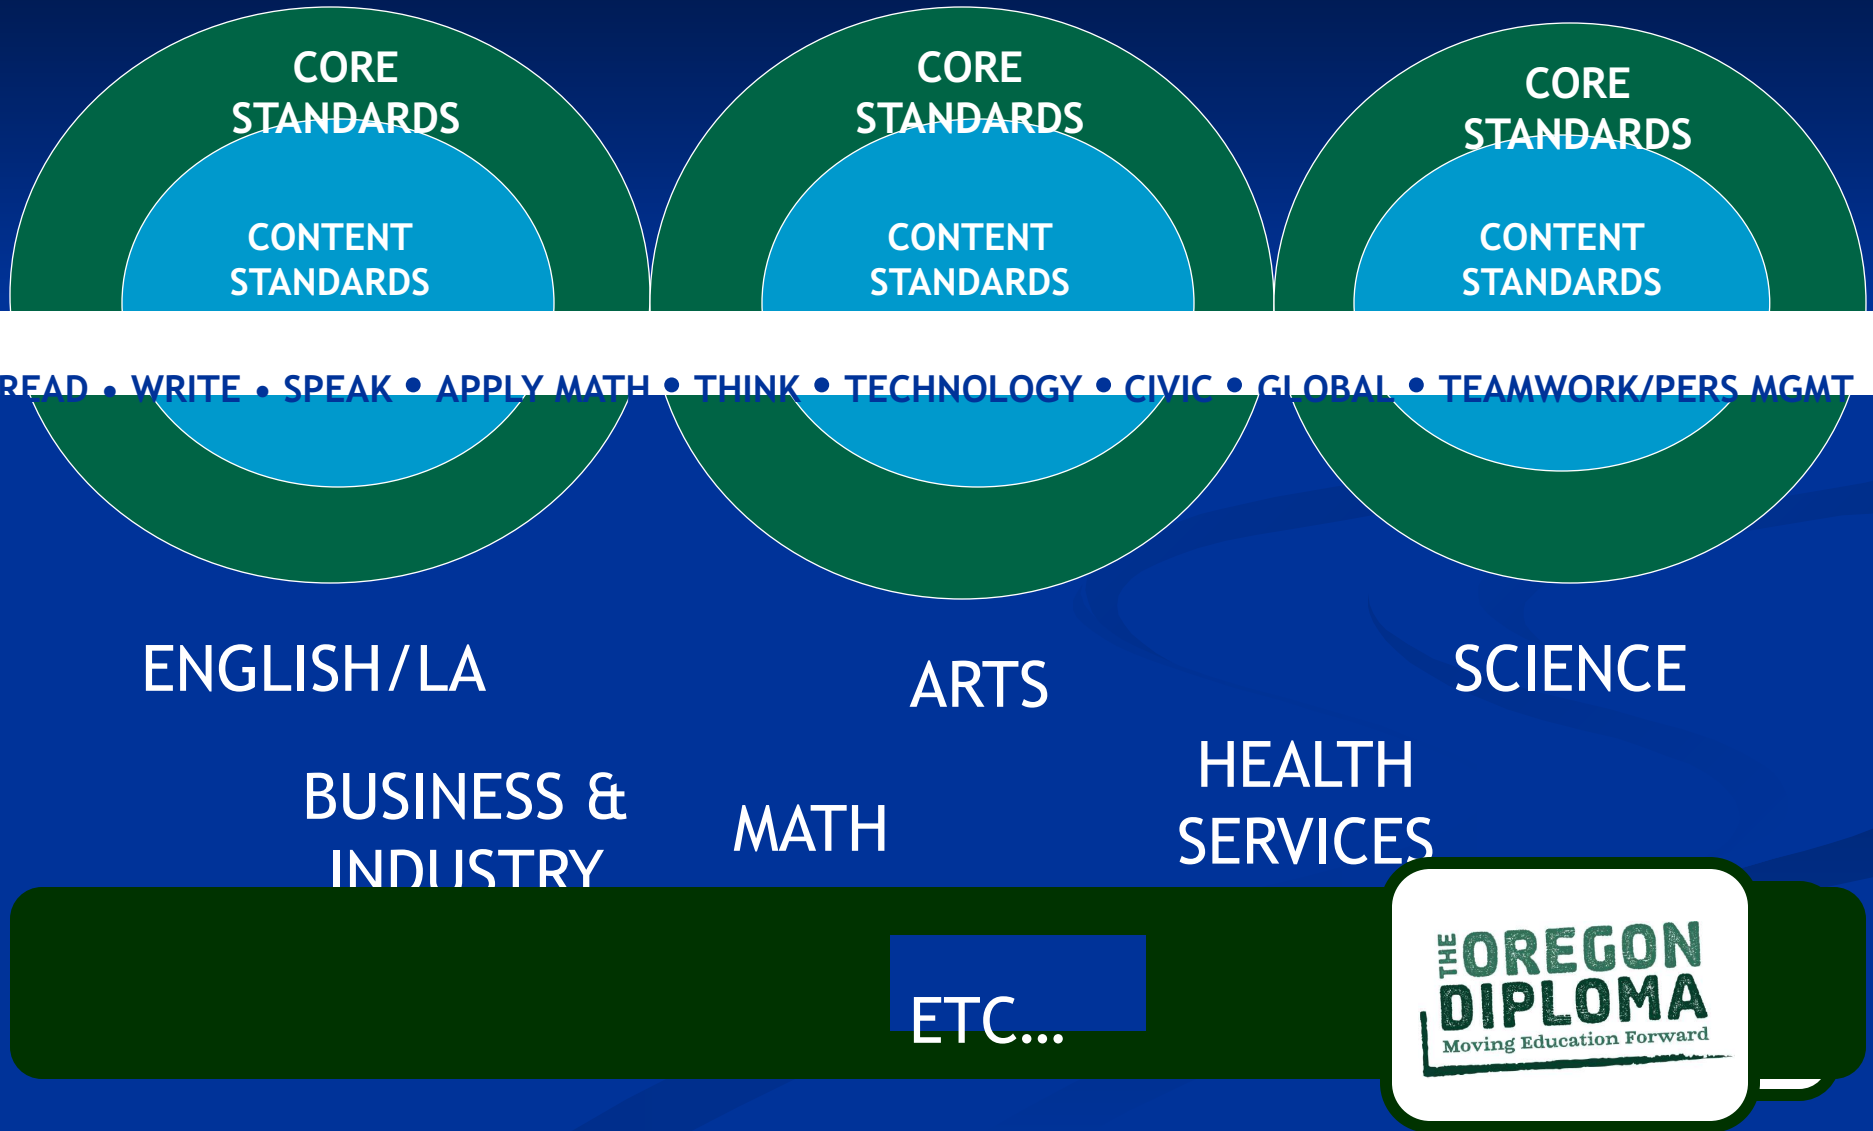 CORE
STANDARDS
CORE
STANDARDS
CORE
STANDARDS
CONTENT
STANDARDS
CONTENT
STANDARDS
CONTENT
STANDARDS
READ • WRITE • SPEAK • APPLY MATH • THINK • TECHNOLOGY • CIVIC • GLOBAL • TEAMWORK/PERS MGMT
ENGLISH/LA
ARTS
SCIENCE
BUSINESS &
INDUSTRY
MATH
HEALTH
SERVICES
ETC...
THE OREGON
DIPLOMA
Moving Education Forward